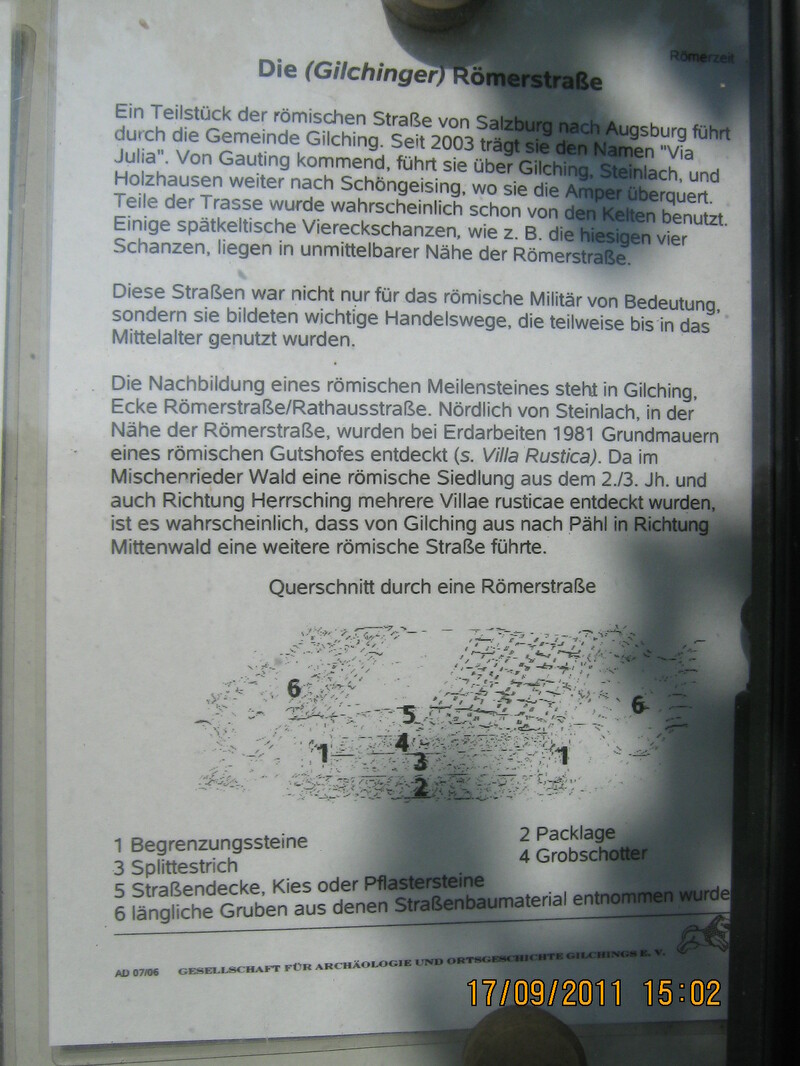 Römerzeit
Die (Gilchinger) Römerstraße
Ein Teilstück der römischen Straße von Salzburg nach Augsburg führt
durch die Gemeinde Gilching. Seit 2003 trägt sie den Namen "Via
Julia". Von Gauting kommend, führt sie über Gilching, Steinlach, und
Holzhausen weiter nach Schöngeising, wo sie die Amper überquert.
Teile der Trasse wurde wahrscheinlich schon von den Kelten benutzt.
Einige spätkeltische Viereckschanzen, wie z. B. die hiesigen vier
Schanzen, liegen in unmittelbarer Nähe der Römerstraße.
Diese Straßen war nicht nur für das römische Militär von Bedeutung,
sondern sie bildeten wichtige Handelswege, die teilweise bis in das
Mittelalter genutzt wurden.
Die Nachbildung eines römischen Meilensteines steht in Gilching,
Ecke Römerstraße/Rathausstraße. Nördlich von Steinlach, in der
Nähe der Römerstraße, wurden bei Erdarbeiten 1981 Grundmauern
eines römischen Gutshofes entdeckt (s. Villa Rustica). Da im
Mischenrieder Wald eine römische Siedlung aus dem 2./3. Jh. und
auch Richtung Herrsching mehrere Villae rusticae entdeckt wurden,
ist es wahrscheinlich, dass von Gilching aus nach Pähl in Richtung
Mittenwald eine weitere römische Straße führte.
Querschnitt durch eine Römerstraße
6
6
5
4
1
3
1
2
1 Begrenzungssteine
2 Packlage
3 Splittestrich
4 Grobschotter
5 Straßendecke, Kies oder Pflastersteine
6 längliche Gruben aus denen Straßenbaumaterial entnommen wurde
AD 07/06 GESELLSCHAFT FÜR ARCHÄOLOGIE UND ORTSGESCHICHTE GILCHINGS E. V.
17/09/2011 15:02